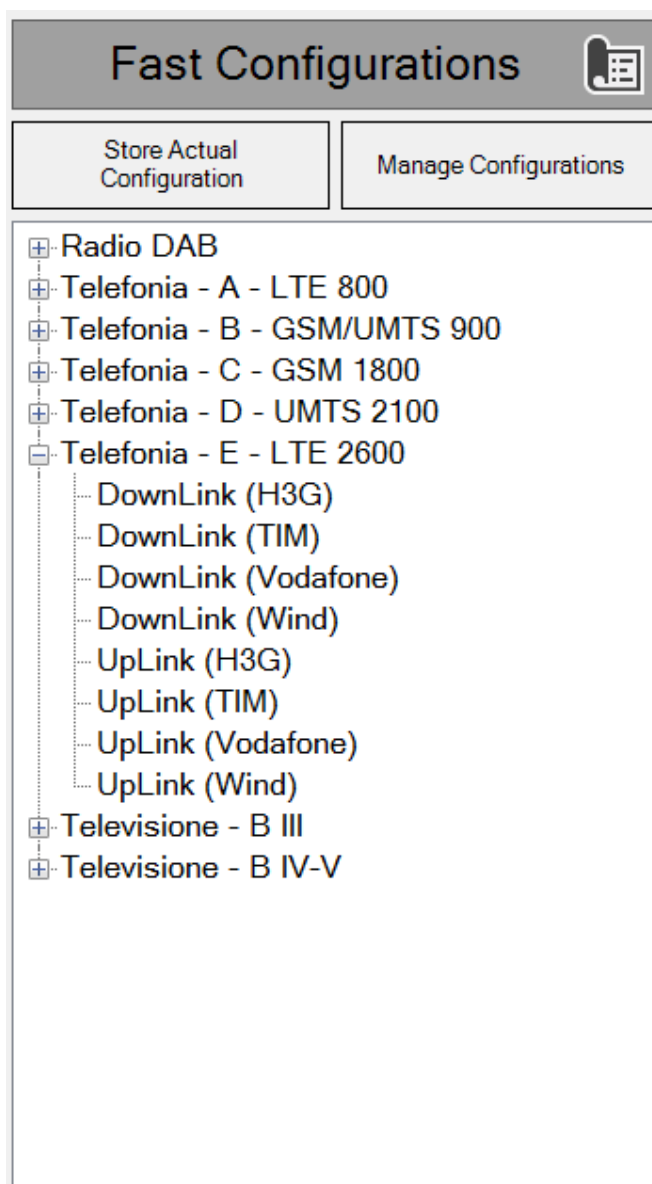 Fast Configurations
Store Actual
Configuration
Manage Configurations
Radio DAB
Telefonia - A - LTE 800
Telefonia - B - GSM/UMTS 900
Telefonia - C - GSM 1800
Telefonia - D - UMTS 2100
Telefonia - E - LTE 2600
DownLink (H3G)
DownLink (TIM)
DownLink (Vodafone)
DownLink (Wind)
UpLink (H3G)
UpLink (TIM)
UpLink (Vodafone)
UpLink (Wind)
Televisione - B III
Televisione - B IV-V